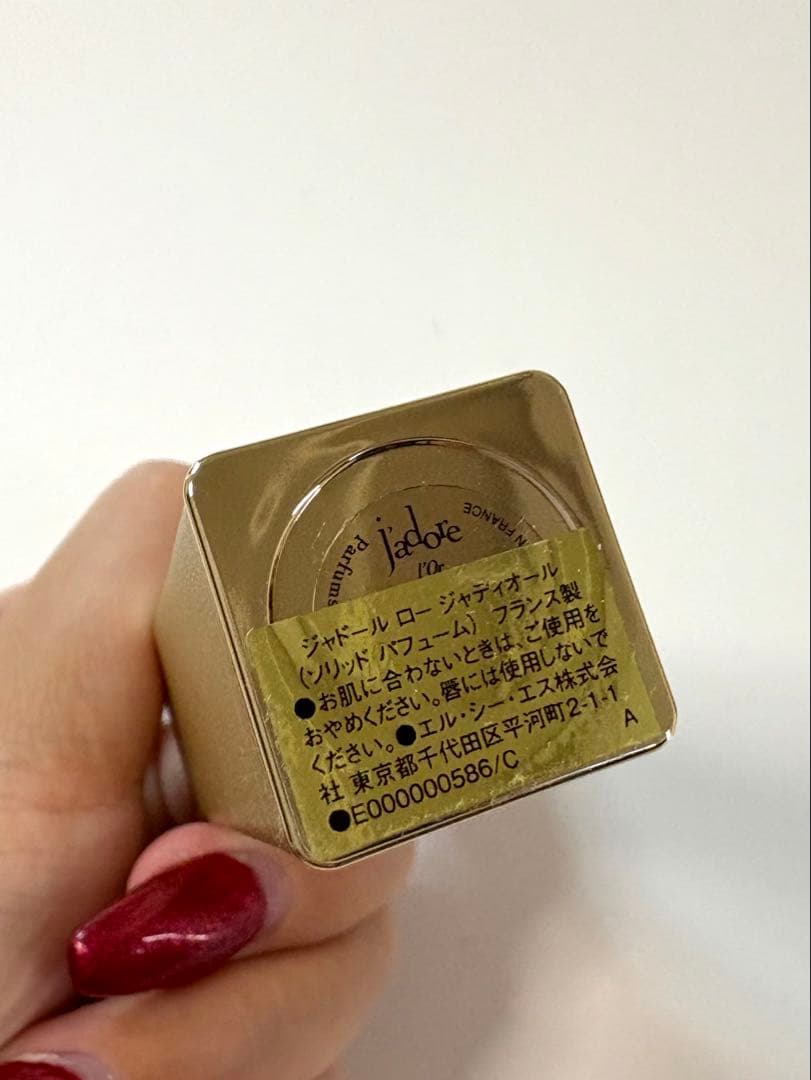 Parfums
j'adore
l'Or
N FRANCE
ジャドール ロー ジャディオール
(ソリッド パフューム) フランス製
●お肌に合わないときは、ご使用を
おやめください。唇には使用しないで
ください。●エル・シー・エス株式会
社 東京都千代田区平河町2-1-1
●E000000586/C
A